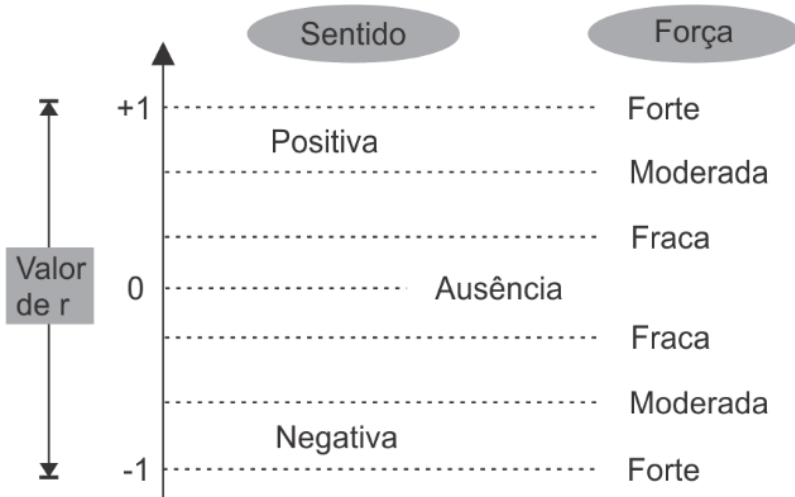 Sentido Força
+1 Forte
Positiva
Moderada
Fraca
Valor
de r
0 Ausência
Fraca
Moderada
Negativa
-1 Forte